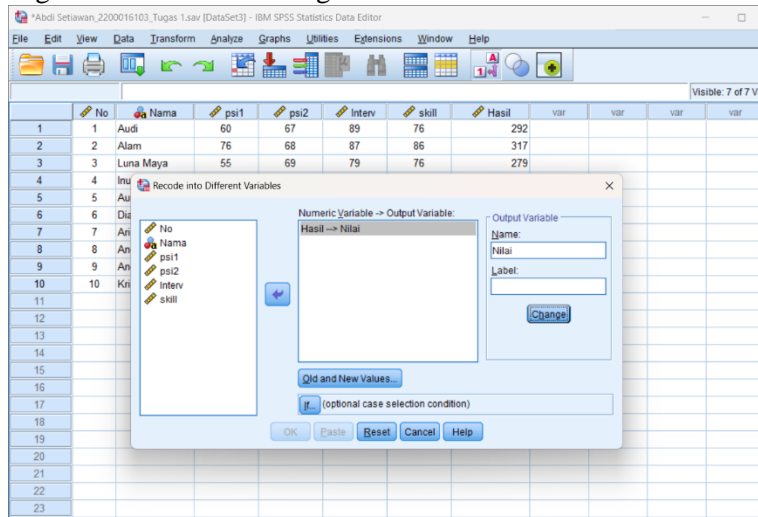 *Abdi Setiawan_2200016103_Tugas 1.sav [DataSet3] - IBM SPSS Statistics Data Editor
File Edit View Data Transform Analyze Graphs Utilities Extensions Window Help
Visible: 7 of 7 V
No Nama psi1 psi2 Interv skill Hasil var var var var
1 1 Audi 60 67 89 76 292
2 2 Alam 76 68 87 86 317
3 3 Luna Maya 55 69 79 76 279
4 4 Inu
5 5 Au
6 6 Dia
7 7 Ari
8 8 An
9 9 An
10 10 Kri
11
12
13
14
15
16
17
18
19
20
21
22
23
Recode into Different Variables
No
Nama
psi1
psi2
Interv
skill
Numeric Variable -> Output Variable:
Hasil --> Nilai
Output Variable
Name:
Nilai
Label:
Change
Old and New Values...
If... (optional case selection condition)
OK Paste Reset Cancel Help